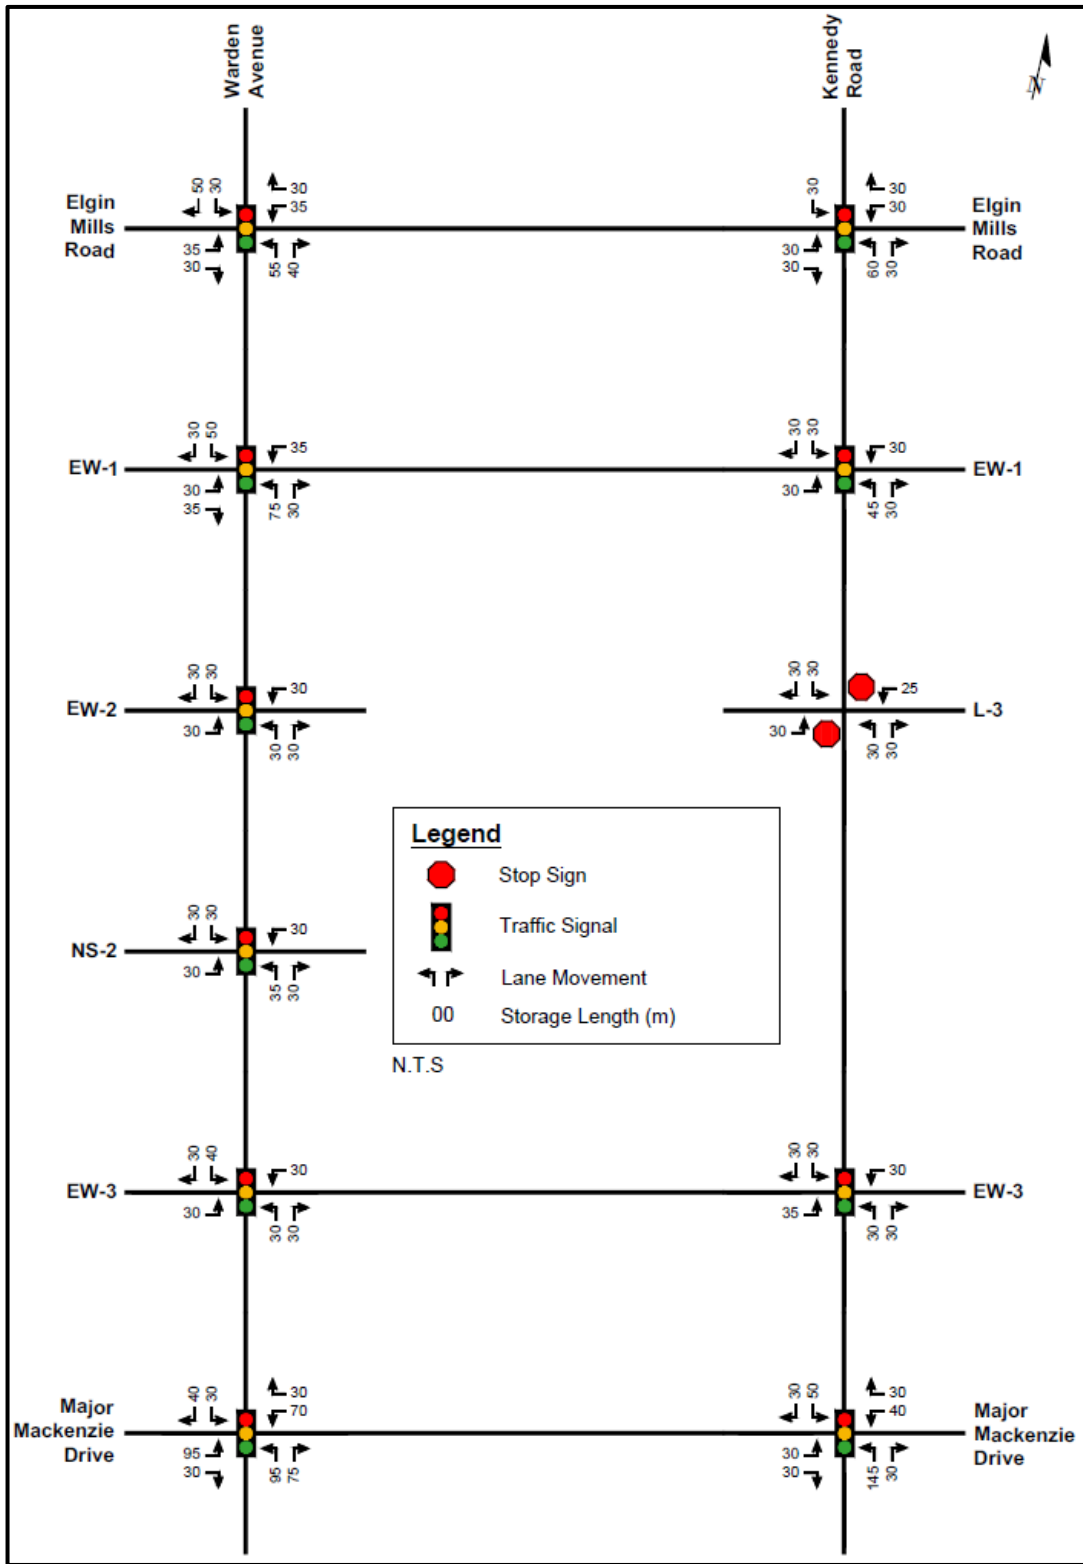 Warden
Avenue
Kennedy
Road
N
Elgin
Mills
Road
50 30
30
35
35
30
55 40
30
30
30
30
30
60 30
Elgin
Mills
Road
EW-1
30 50
35
30
35
75 30
30 30
30
30
45 30
EW-1
EW-2
30 30
30
30
30 30
30 30
25
30
30 30
L-3
NS-2
30 30
30
30
35 30
Legend
Stop Sign
Traffic Signal
Lane Movement
00 Storage Length (m)
N.T.S
EW-3
30 40
30
30
30 30
30 30
30
35
30 30
EW-3
Major
Mackenzie
Drive
40 30
30
70
95
30
95 75
30 50
30
40
30
30
145 30
Major
Mackenzie
Drive